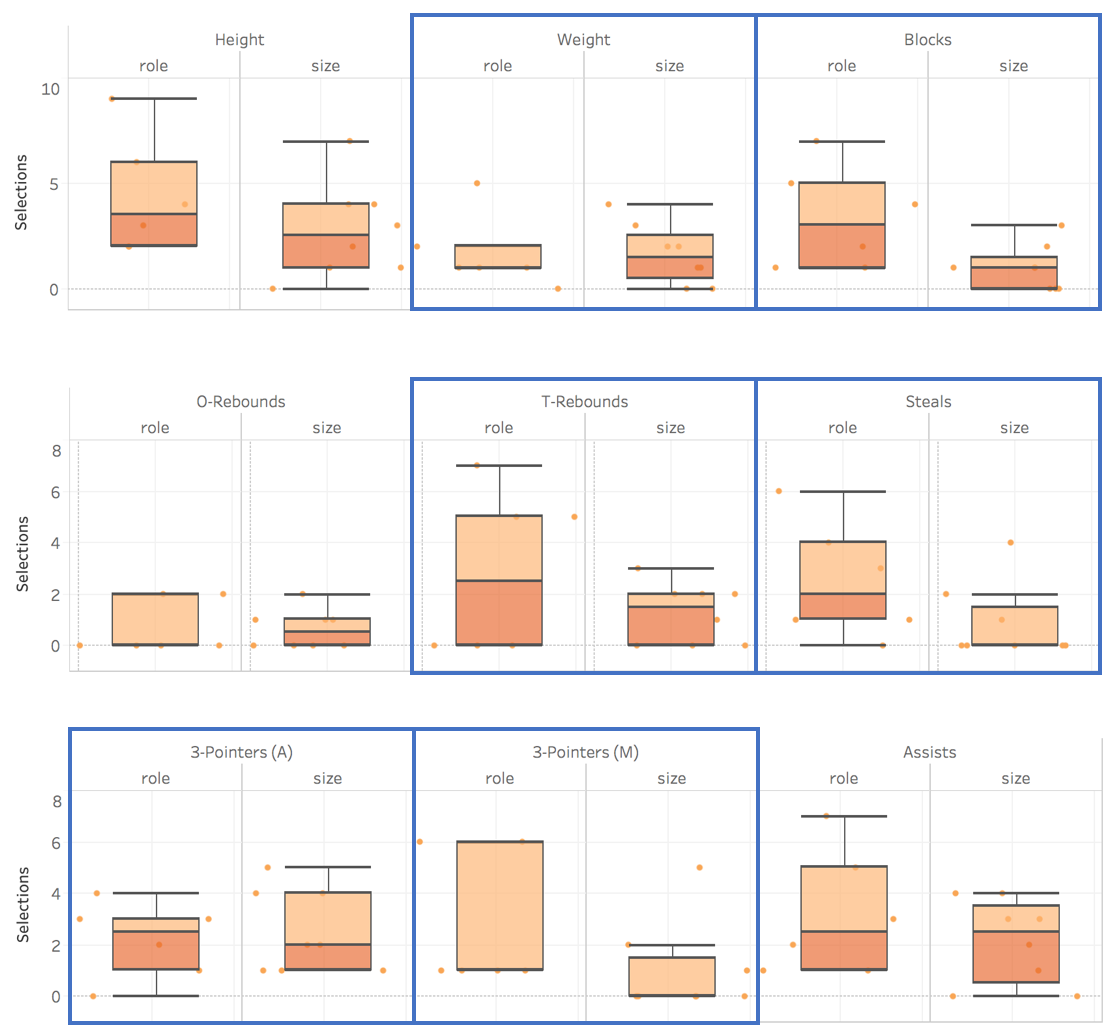 Height Weight Blocks
role size role size role size
10
5
0
Selections
O-Rebounds T-Rebounds Steals
role size role size role size
8
6
4
2
0
Selections
3-Pointers (A) 3-Pointers (M) Assists
role size role size role size
8
6
4
2
0
Selections